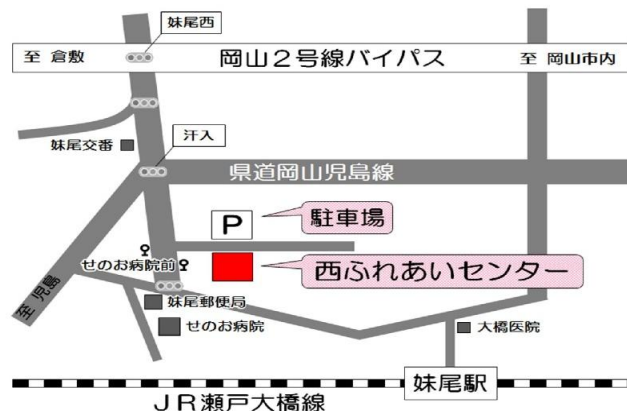 妹尾西
至 倉敷
岡山2号線バイパス
至 岡山市内
妹尾交番
汗入
県道岡山児島線
P
駐車場
せのお病院前
西ふれあいセンター
至 児島
妹尾郵便局
せのお病院
大橋医院
妹尾駅
JR瀬戸大橋線